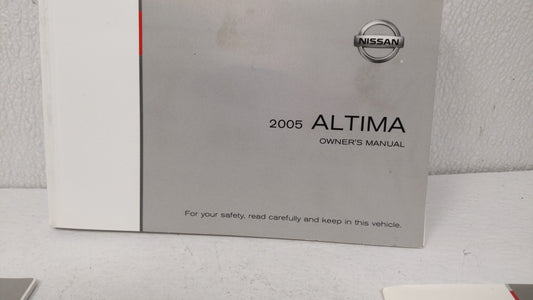 NISSAN
2005 ALTIMA
OWNER'S MANUAL
For your safety, read carefully and keep in this vehicle.